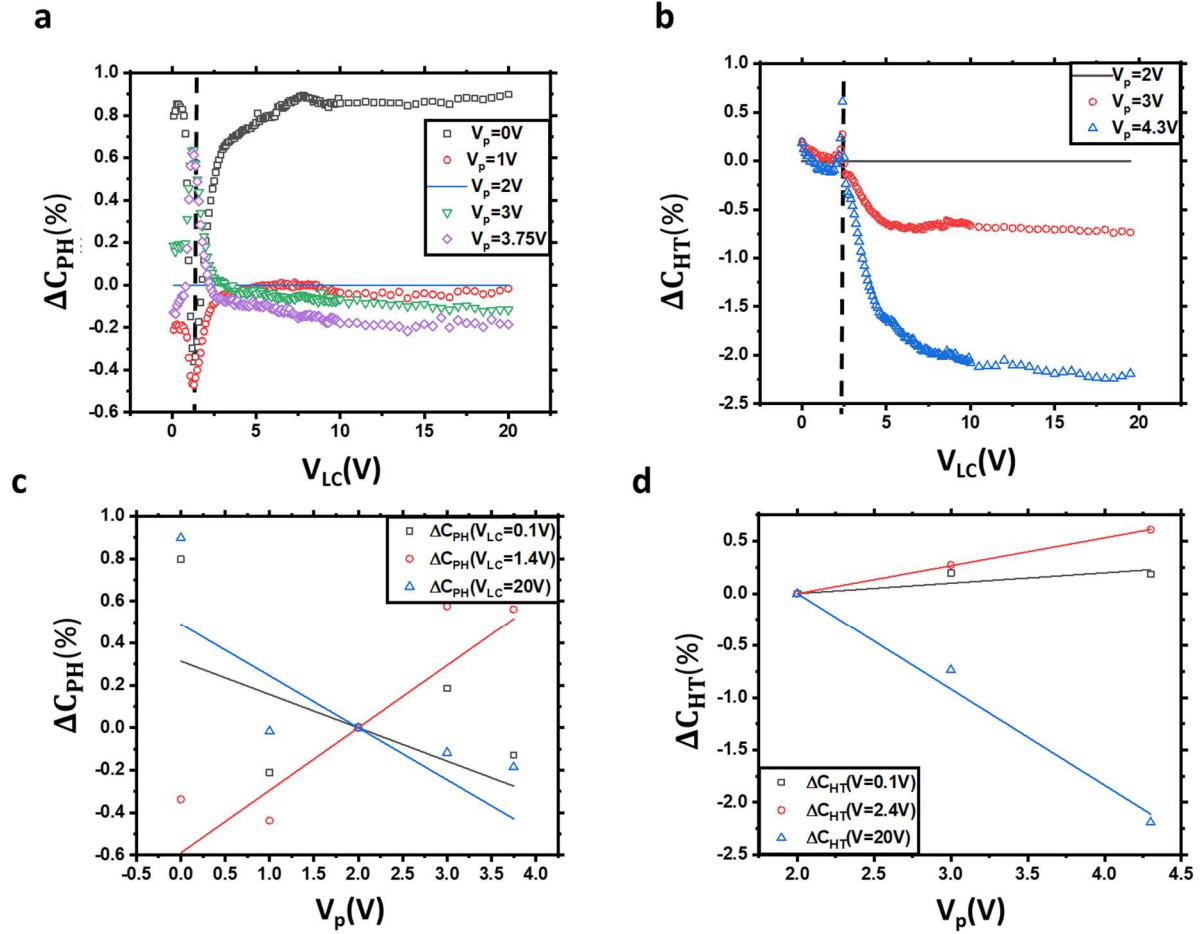 a
1.0
0.8
0.6
0.4
0.2
0.0
-0.2
-0.4
-0.6
ΔC_PH(%)
V_p=0V
V_p=1V
V_p=2V
V_p=3V
V_p=3.75V
0 5 10 15 20
V_LC(V)
b
1.0
0.5
0.0
-0.5
-1.0
-1.5
-2.0
-2.5
ΔC_HT(%)
V_p=2V
V_p=3V
V_p=4.3V
0 5 10 15 20
V_LC(V)
c
1.0
0.8
0.6
0.4
0.2
0.0
-0.2
-0.4
-0.6
ΔC_PH(%)
ΔC_PH(V_LC=0.1V)
ΔC_PH(V_LC=1.4V)
ΔC_PH(V_LC=20V)
-0.5 0.0 0.5 1.0 1.5 2.0 2.5 3.0 3.5 4.0
V_p(V)
d
0.5
0.0
-0.5
-1.0
-1.5
-2.0
-2.5
ΔC_HT(%)
ΔC_HT(V=0.1V)
ΔC_HT(V=2.4V)
ΔC_HT(V=20V)
2.0 2.5 3.0 3.5 4.0 4.5
V_p(V)